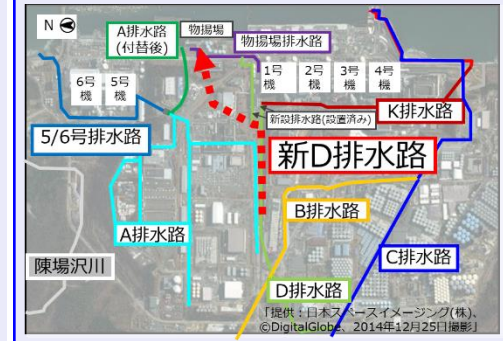 N
A排水路
(付替後)
物揚場
物揚場排水路
1号
機
2号
機
3号
機
4号
機
6号
機
5号
機
新設排水路(設置済み)
K排水路
5/6号排水路
新D排水路
B排水路
A排水路
C排水路
陳場沢川
D排水路
「提供:日本スペースイメージング(株)、
©DigitalGlobe、2014年12月25日撮影」